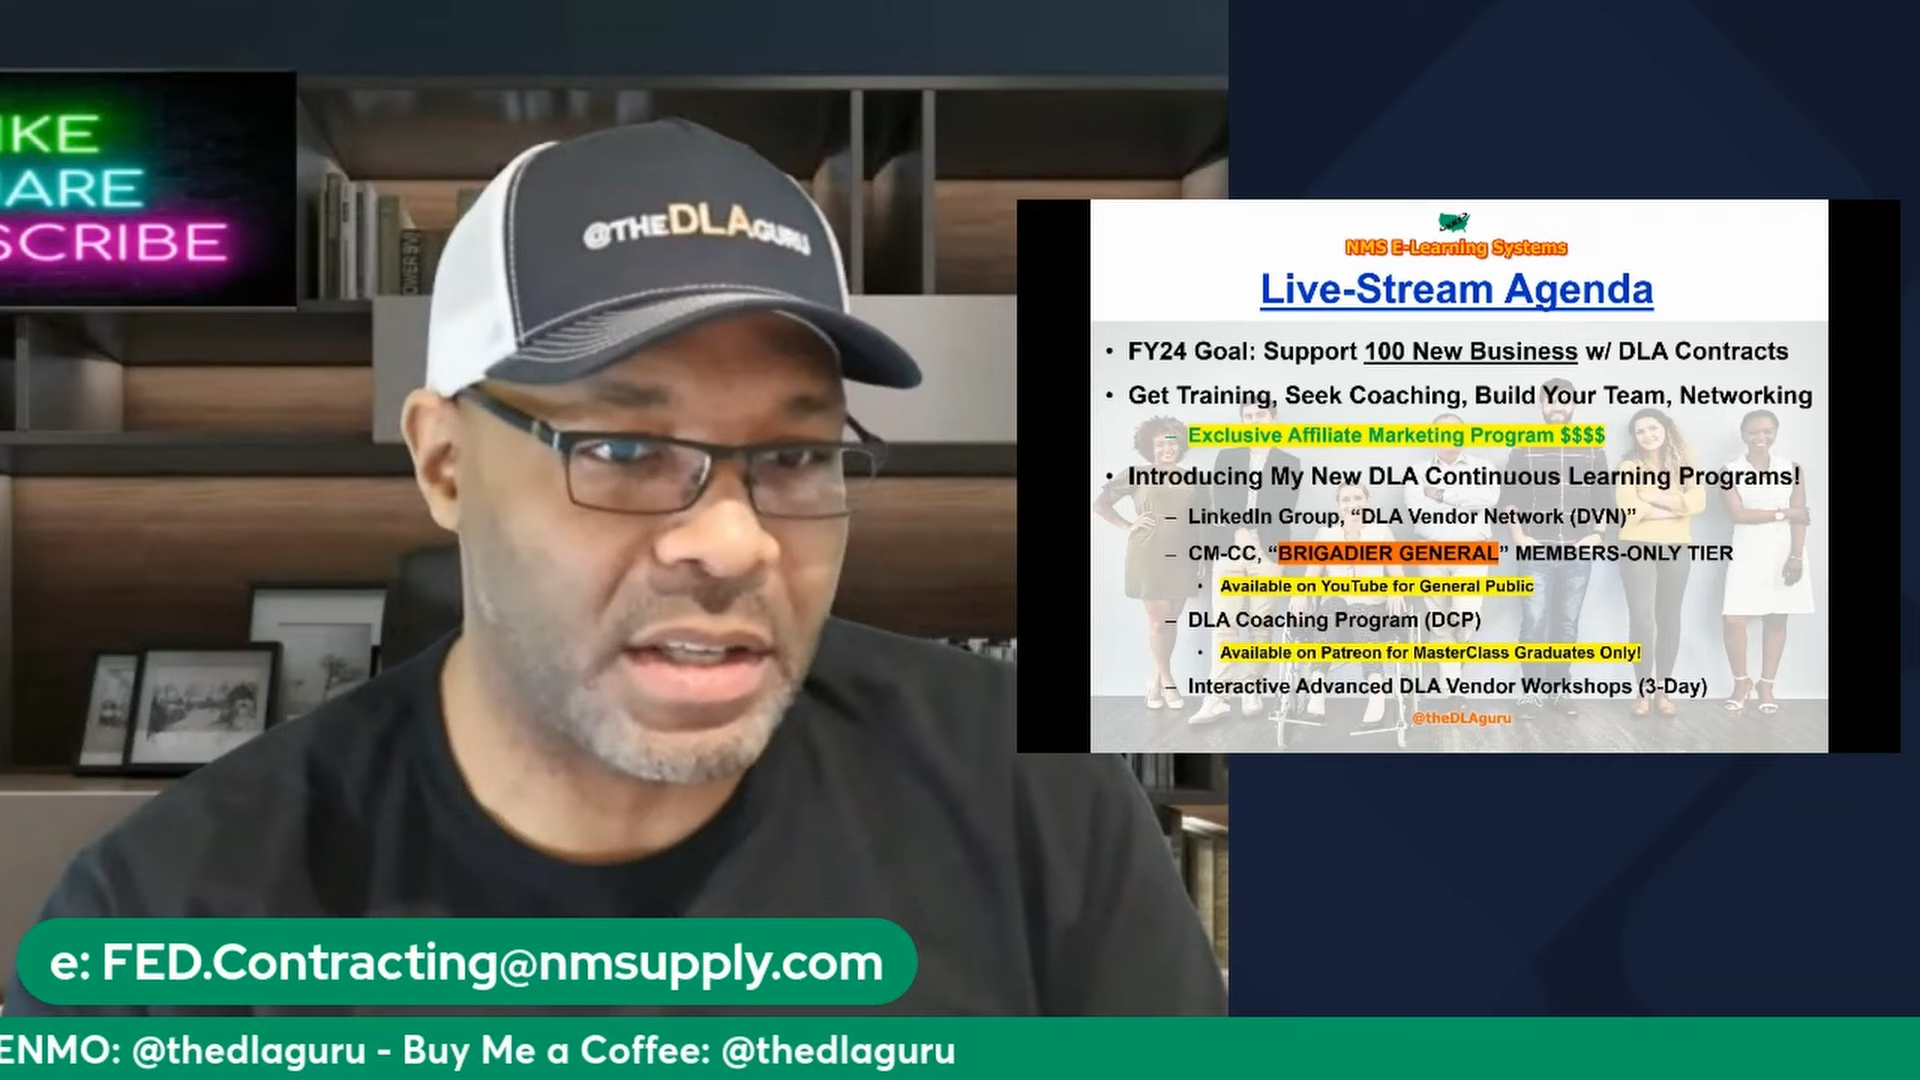 IKE
ARE
SCRIBE
@THEDLAGURU
NMS E-Learning Systems
Live-Stream Agenda
• FY24 Goal: Support 100 New Business w/ DLA Contracts
• Get Training, Seek Coaching, Build Your Team, Networking
– Exclusive Affiliate Marketing Program $$$$
• Introducing My New DLA Continuous Learning Programs!
– LinkedIn Group, “DLA Vendor Network (DVN)”
– CM-CC, “BRIGADIER GENERAL” MEMBERS-ONLY TIER
• Available on YouTube for General Public
– DLA Coaching Program (DCP)
• Available on Patreon for MasterClass Graduates Only!
– Interactive Advanced DLA Vendor Workshops (3-Day)
@theDLAguru
e: FED.Contracting@nmsupply.com
ENMO: @thedlaguru - Buy Me a Coffee: @thedlaguru